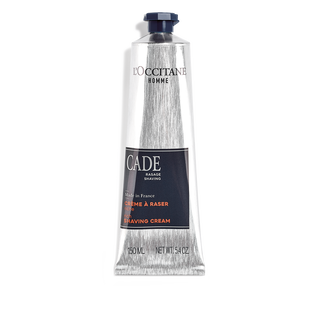 L'OCCITANE
HOMME
CADE
RASAGE
SHAVING
Made in France
CRÈME À RASER
SHAVING CREAM
150 ML NET WT. 5.4 OZ.